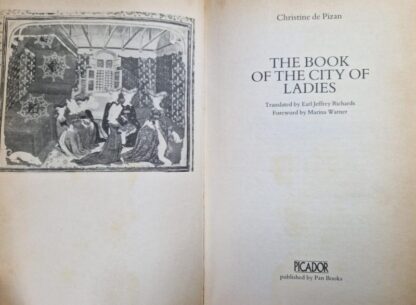 Christine de Pizan
THE BOOK
OF THE CITY OF
LADIES
Translated by Earl Jeffrey Richards
Foreword by Marina Warner
PICADOR
published by Pan Books